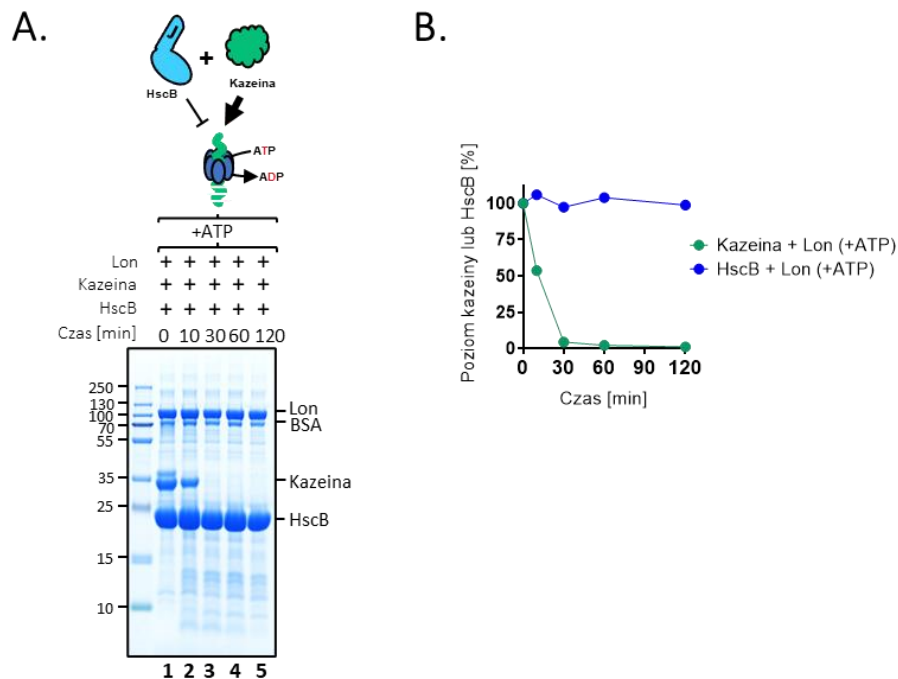 A.
HscB
+
Kazeina
ATP
ADP
+ATP
Lon + + + + +
Kazeina + + + + +
HscB + + + + +
Czas [min] 0 10 30 60 120
250
130
100
70
55
35
25
15
10
Lon
BSA
Kazeina
HscB
1 2 3 4 5
B.
Poziom kazeiny lub HscB [%]
100
75
50
25
0
0 30 60 90 120
Czas [min]
Kazeina + Lon (+ATP)
HscB + Lon (+ATP)